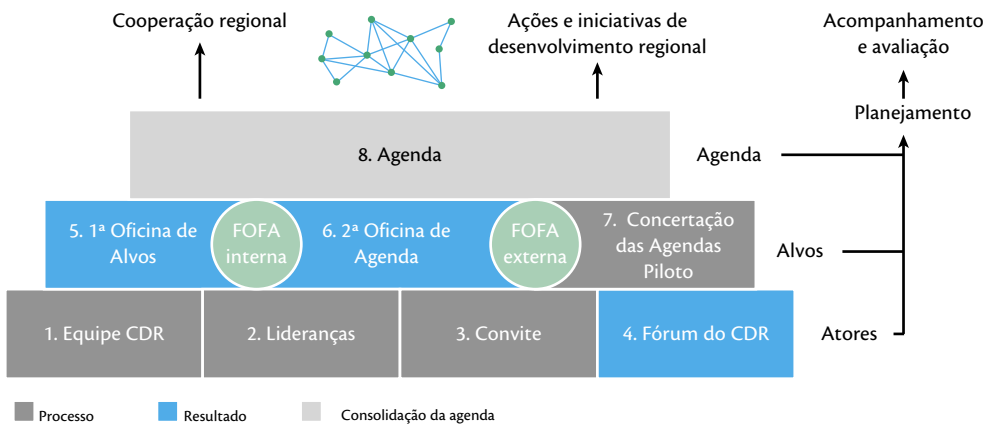 Cooperação regional
Ações e iniciativas de
desenvolvimento regional
Acompanhamento
e avaliação
Planejamento
8. Agenda
Agenda
5. 1ª Oficina de
Alvos
FOFA
interna
6. 2ª Oficina de
Agenda
FOFA
externa
7. Concertação
das Agendas
Piloto
Alvos
1. Equipe CDR
2. Lideranças
3. Convite
4. Fórum do CDR
Atores
Processo
Resultado
Consolidação da agenda